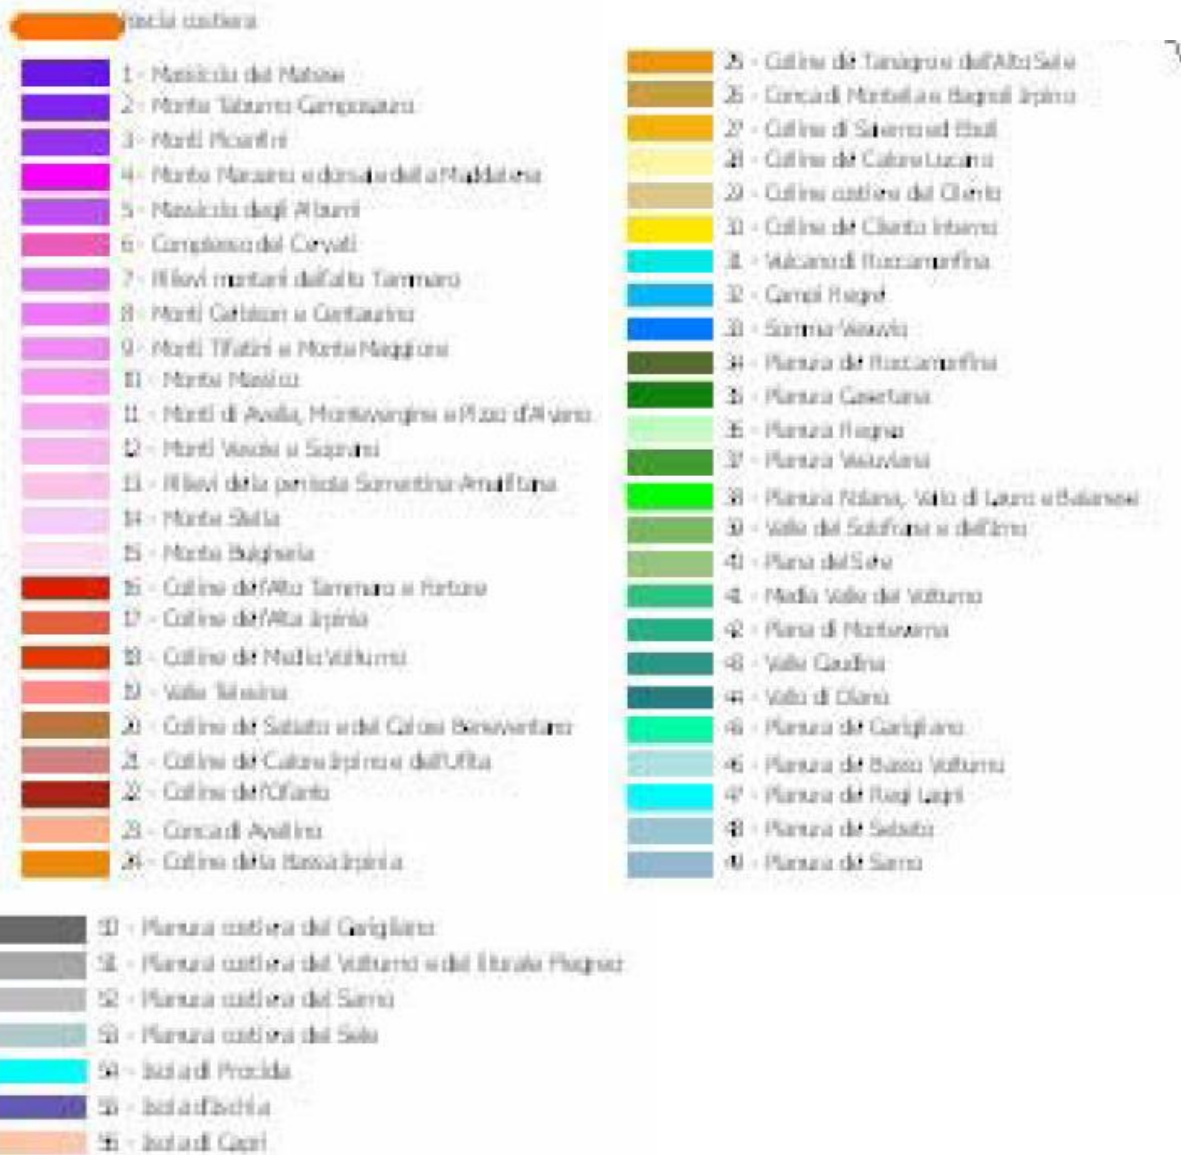 fascia costiera
1 - Massiccio del Matese
2 - Monte Taburno Camposauro
3 - Monti Picentini
4 - Monte Marzano e dorsale della Maddalena
5 - Massiccio degli Alburni
6 - Complesso del Cervati
7 - Rilievi montani dell'alto Tammaro
8 - Monti Gelbison e Centaurino
9 - Monti Tifatini e Monte Maggiore
10 - Monte Massico
11 - Monti di Avella, Montevergine e Pizzo d'Alvano
12 - Monti Vesole e Soprano
13 - Rilievi della penisola Sorrentina-Amalfitana
14 - Monte Stella
15 - Monte Bulgheria
16 - Colline dell'Alto Tammaro e Fortore
17 - Colline dell'Alta Irpinia
18 - Colline del Medio Volturno
19 - Valle Telesina
20 - Colline del Sabato e del Calore Beneventano
21 - Colline del Calore Irpino e dell'Ufita
22 - Colline dell'Ofanto
23 - Conca di Avellino
24 - Colline della Bassa Irpinia
25 - Colline del Tanagro e dell'Alto Sele
26 - Conca di Montella e Bagnoli Irpino
27 - Colline di Salerno ed Eboli
28 - Colline del Calore Lucano
29 - Colline costiere del Cilento
30 - Colline del Cilento Interno
31 - Vulcano di Roccamonfina
32 - Campi Flegrei
33 - Somma-Vesuvio
34 - Pianura del Roccamonfina
35 - Pianura Casertana
36 - Pianura Flegrea
37 - Pianura Vesuviana
38 - Pianura Nolana, Vallo di Lauro e Baianese
39 - Valle del Solofrana e dell'Irno
40 - Piana del Sele
41 - Media Valle del Volturno
42 - Piana di Monteverna
43 - Valle Caudina
44 - Vallo di Diano
45 - Pianura del Garigliano
46 - Pianura del Basso Volturno
47 - Pianura dei Regi Lagni
48 - Pianura del Sebeto
49 - Pianura del Sarno
50 - Pianura costiera del Garigliano
51 - Pianura costiera del Volturno e del litorale Flegreo
52 - Pianura costiera del Sarno
53 - Pianura costiera del Sele
54 - Isola di Procida
55 - Isola d'Ischia
56 - Isola di Capri